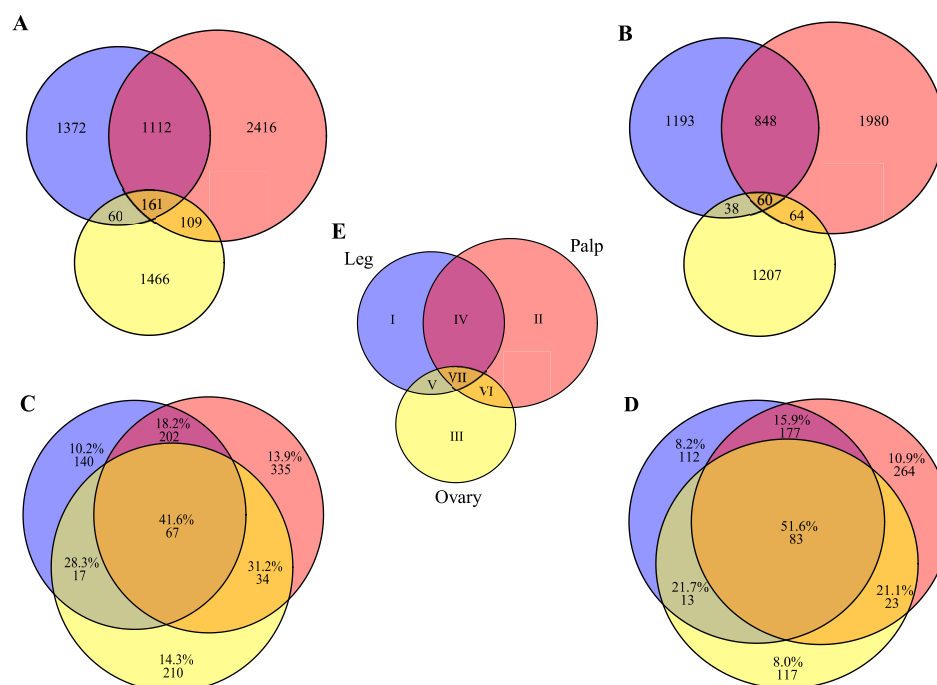 A
1372
1112
2416
60
161
109
1466
B
1193
848
1980
38
60
64
1207
E
Leg
Palp
I
IV
II
V
VII
VI
III
Ovary
C
10.2%
140
18.2%
202
13.9%
335
41.6%
67
28.3%
17
31.2%
34
14.3%
210
D
8.2%
112
15.9%
177
10.9%
264
51.6%
83
21.7%
13
21.1%
23
8.0%
117